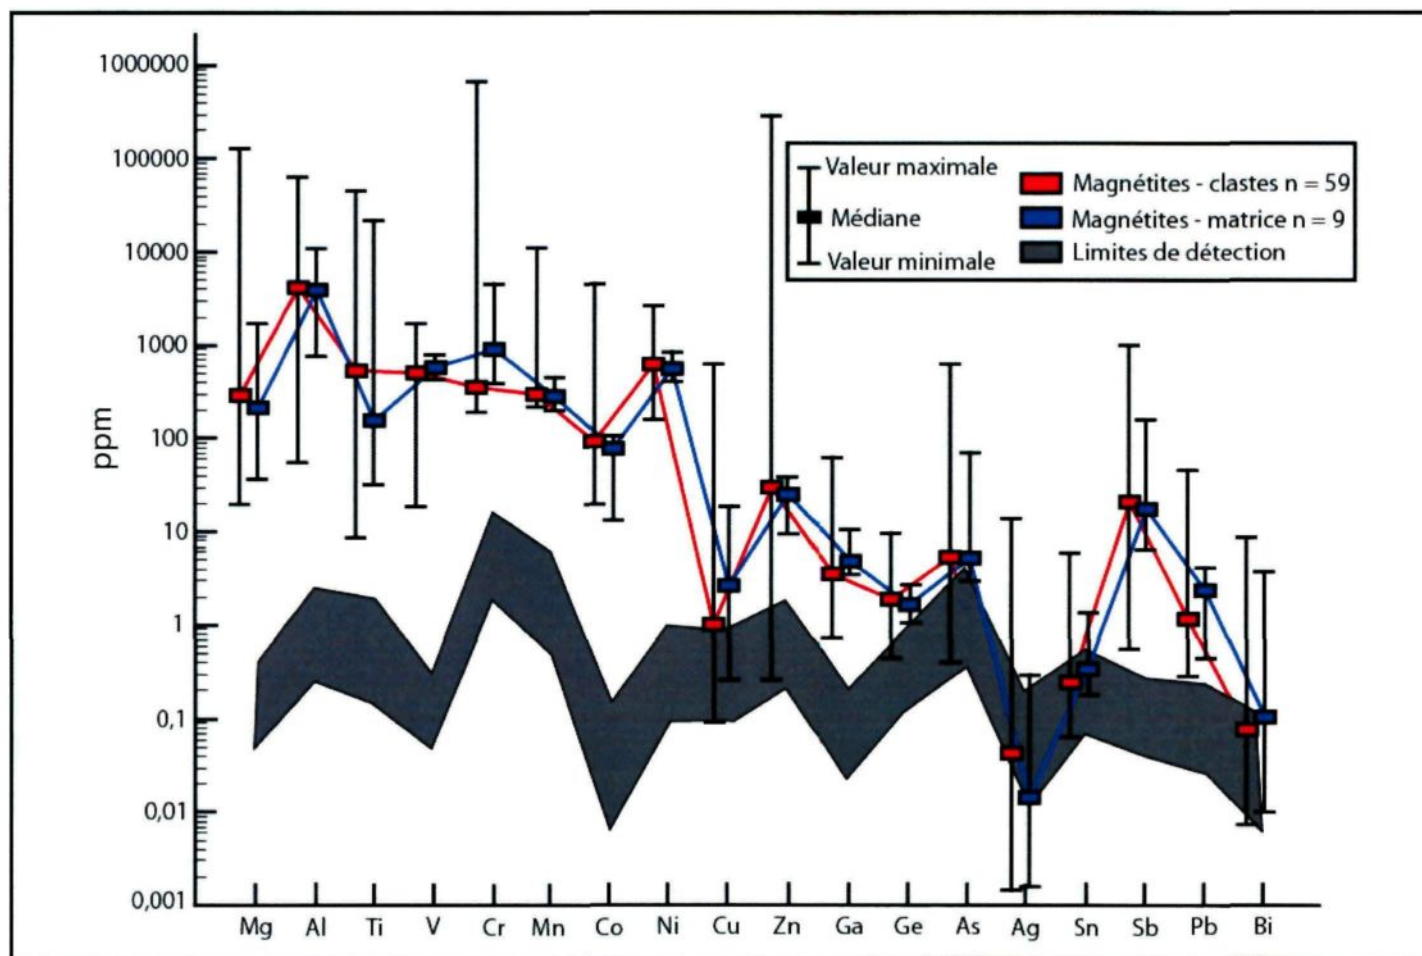 1000000
100000
10000
1000
100
10
1
0,1
0,01
0,001
ppm
Valeur maximale
Médiane
Valeur minimale
Magnétites - clastes n = 59
Magnétites - matrice n = 9
Limites de détection
Mg Al Ti V Cr Mn Co Ni Cu Zn Ga Ge As Ag Sn Sb Pb Bi